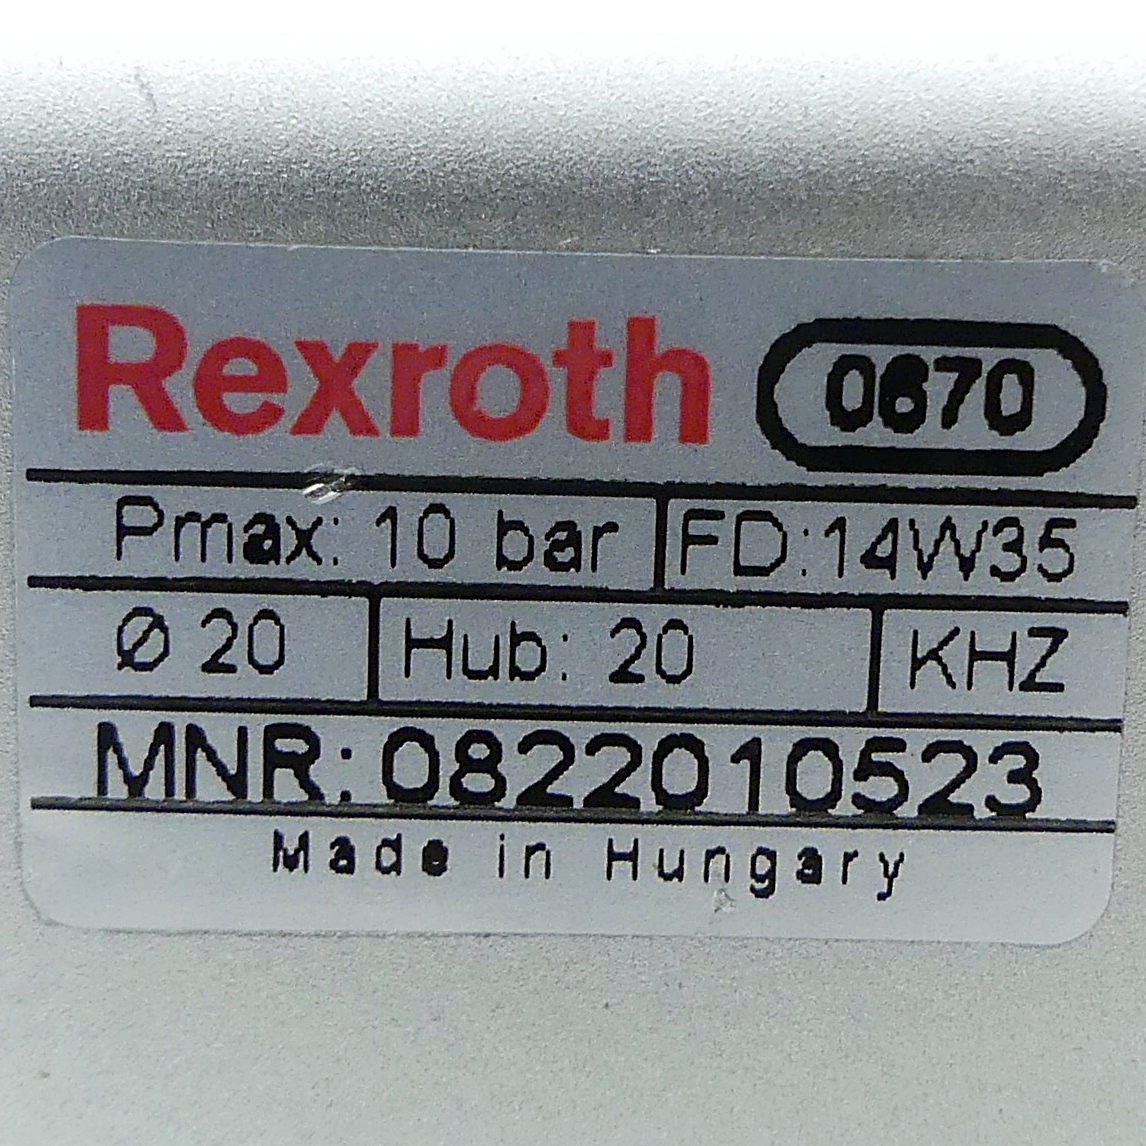 Rexroth 0670
Pmax: 10 bar FD:14W35
Ø 20 Hub: 20 KHZ
MNR: 0822010523
Made in Hungary